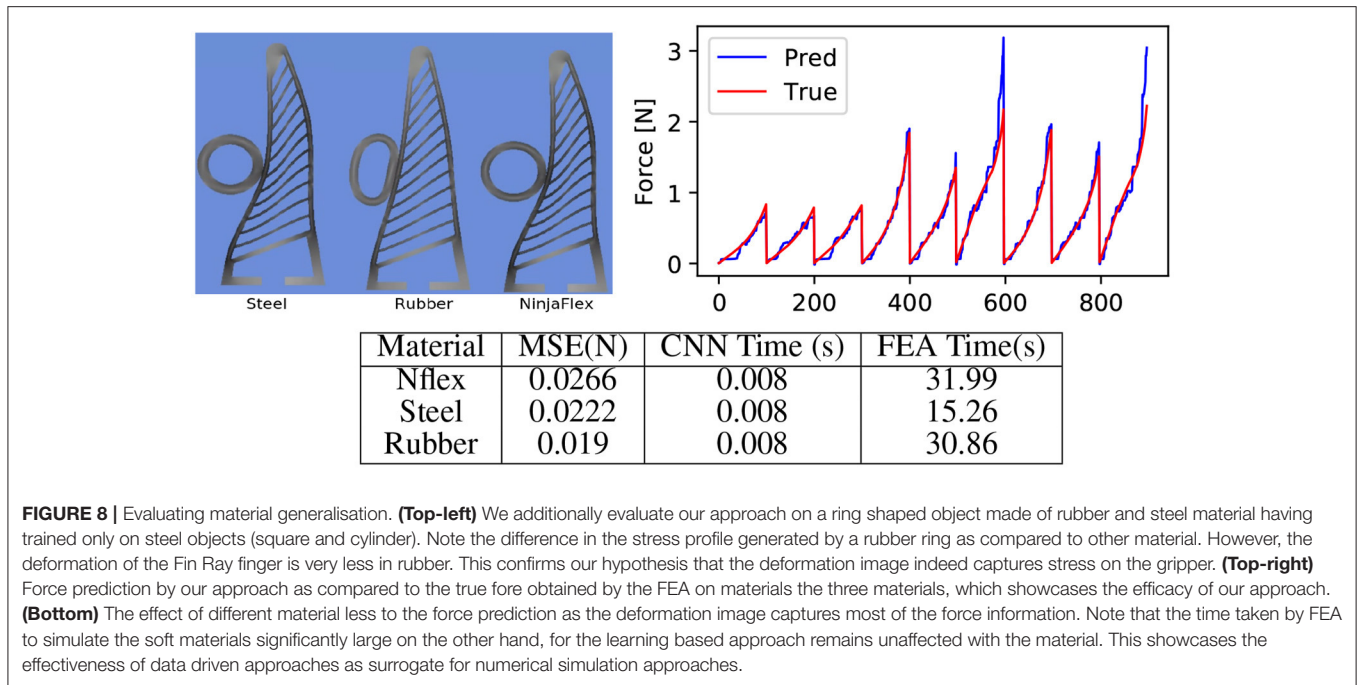 Steel Rubber NinjaFlex
Pred
True
Force [N]
3
2
1
0
0 200 400 600 800
Material MSE(N) CNN Time (s) FEA Time(s)
Nflex 0.0266 0.008 31.99
Steel 0.0222 0.008 15.26
Rubber 0.019 0.008 30.86
FIGURE 8 | Evaluating material generalisation. (Top-left) We additionally evaluate our approach on a ring shaped object made of rubber and steel material having
trained only on steel objects (square and cylinder). Note the difference in the stress profile generated by a rubber ring as compared to other material. However, the
deformation of the Fin Ray finger is very less in rubber. This confirms our hypothesis that the deformation image indeed captures stress on the gripper. (Top-right)
Force prediction by our approach as compared to the true fore obtained by the FEA on materials the three materials, which showcases the efficacy of our approach.
(Bottom) The effect of different material less to the force prediction as the deformation image captures most of the force information. Note that the time taken by FEA
to simulate the soft materials significantly large on the other hand, for the learning based approach remains unaffected with the material. This showcases the
effectiveness of data driven approaches as surrogate for numerical simulation approaches.